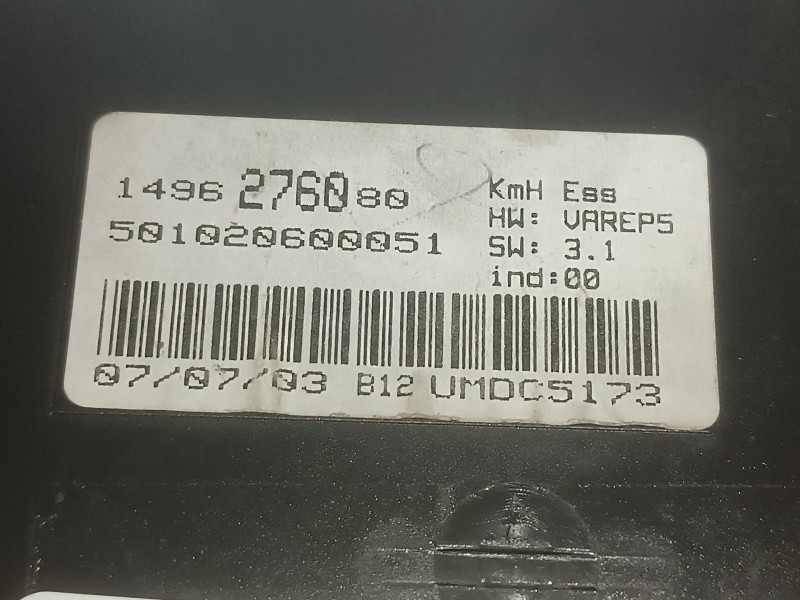 1496 2760 80
501020600051
KmH Ess
HW: VAREP5
SW: 3.1
ind:00
07/07/03 B12 UMDC5173